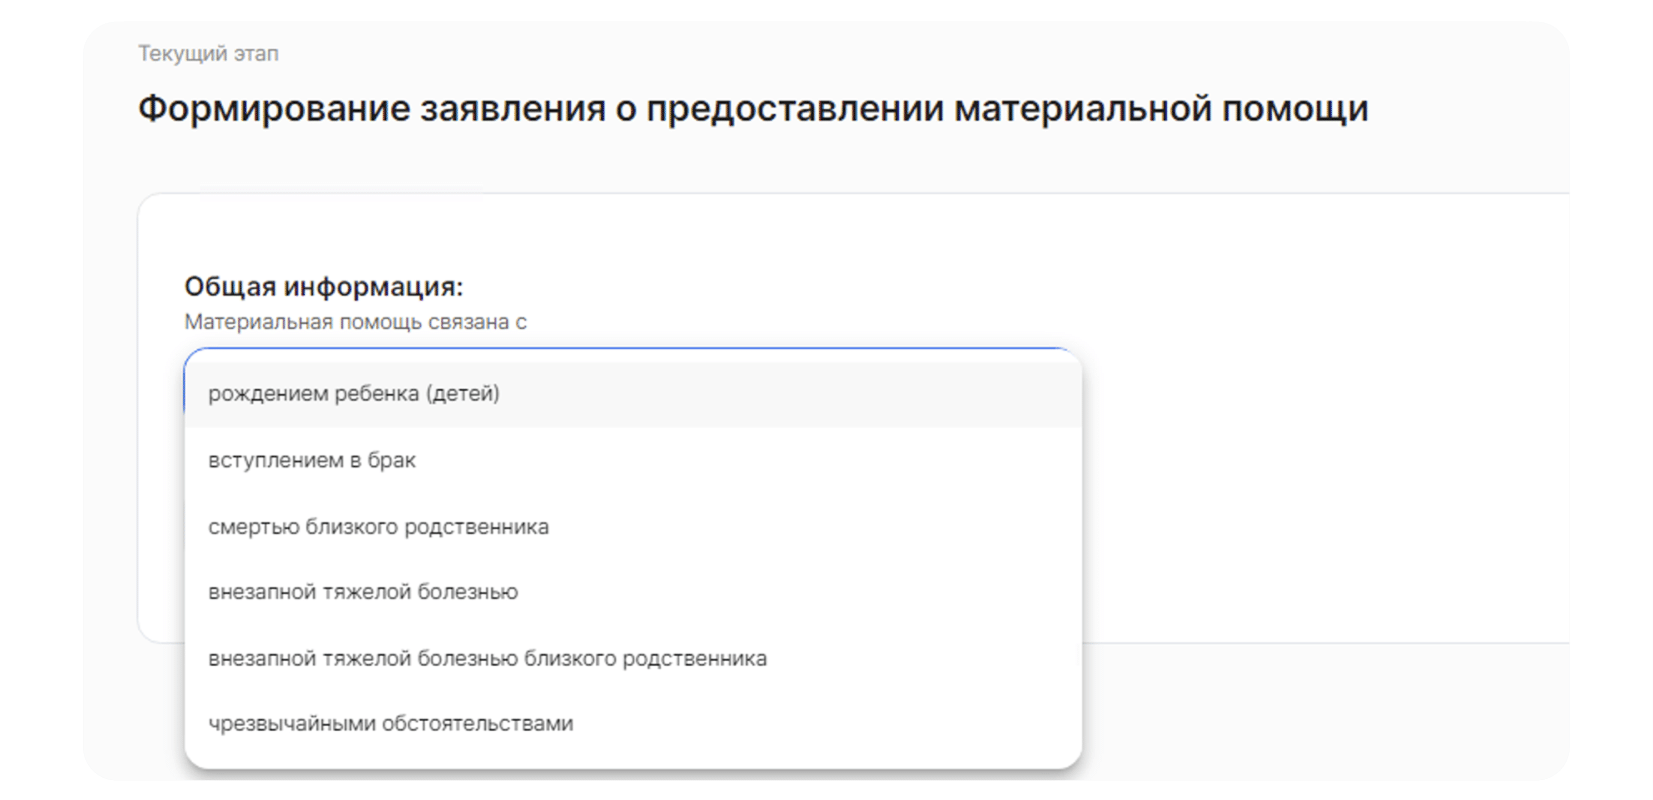 Текущий этап
Формирование заявления о предоставлении материальной помощи
Общая информация:
Материальная помощь связана с
рождением ребенка (детей)
вступлением в брак
смертью близкого родственника
внезапной тяжелой болезнью
внезапной тяжелой болезнью близкого родственника
чрезвычайными обстоятельствами